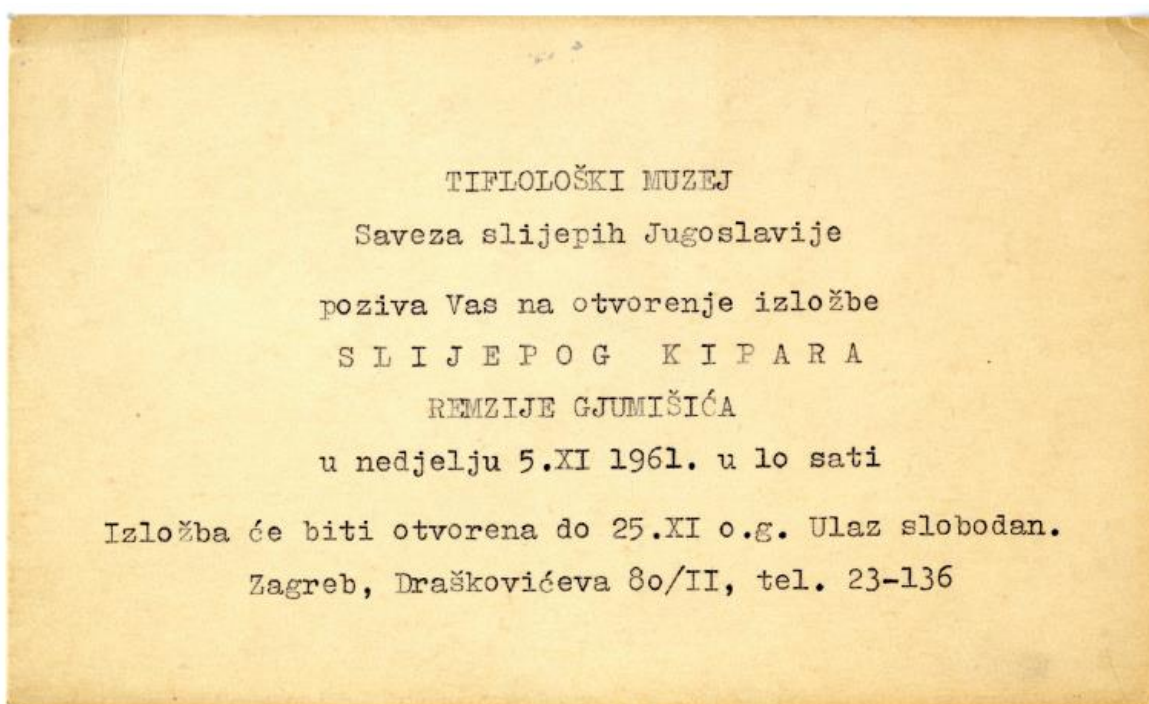 TIFLOLOŠKI MUZEJ
Saveza slijepih Jugoslavije
poziva Vas na otvorenje izložbe
S L I J E P O G   K I P A R A
REMZIJE GJUMIŠIĆA
u nedjelju 5.XI 1961. u lo sati
Izložba će biti otvorena do 25.XI o.g. Ulaz slobodan.
Zagreb, Draškovićeva 8o/II, tel. 23-136